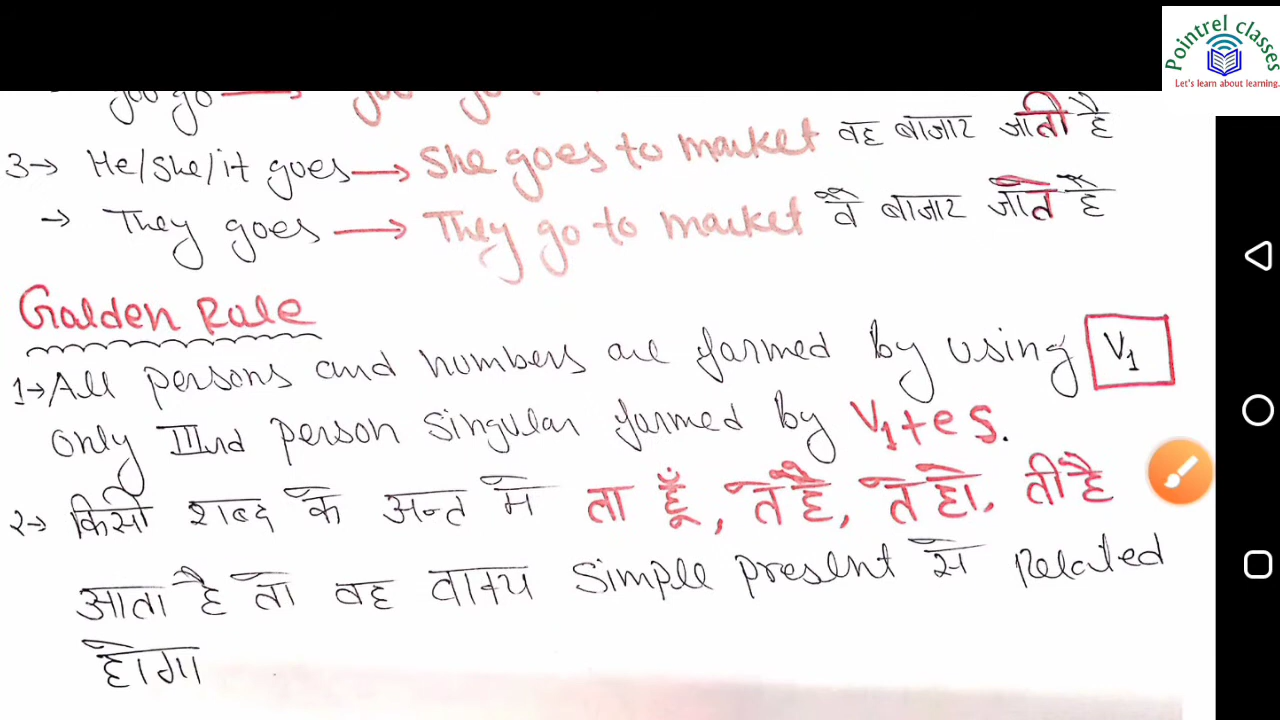 Pointrel classes
Let's learn about learning.
go →
3→ He/she/it goes → She goes to market वह बाजार जाती है
→ They goes → They go to market वे बाजार जाते है
Golden Rule
1→ All persons and numbers are formed by using V1
only IIIrd person singular formed by V1+es.
२→ किसी शब्द के अन्त मे ता हूँ, ते है, ते हो, ती है
आता है तो वह वाक्य simple present से Related
होगा